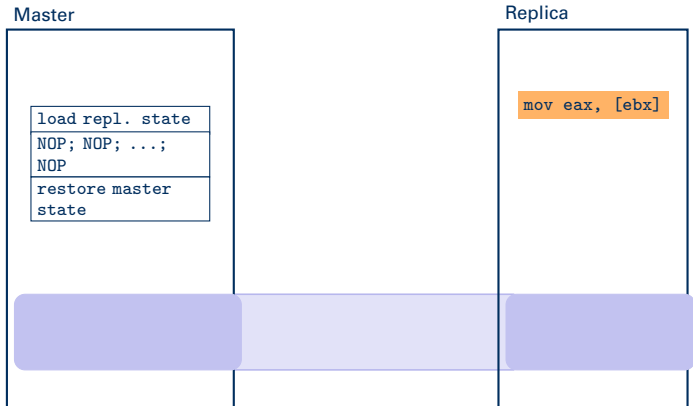 Master
Replica
mov eax, [ebx]
load repl. state
NOP; NOP; ...;
NOP
restore master
state